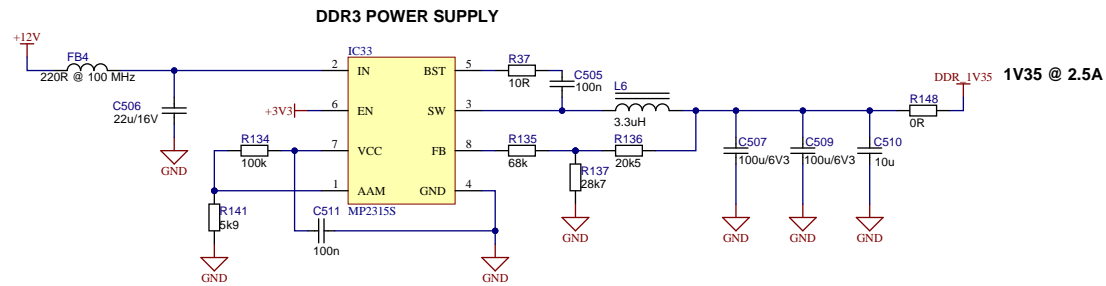 DDR3 POWER SUPPLY
+12V
FB4
220R @ 100 MHz
C506
22u/16V
GND
IC33
2 IN
BST 5
+3V3
6 EN
SW 3
7 VCC
FB 8
1 AAM
GND 4
MP2315S
R37
10R
C505
100n
L6
3.3uH
DDR_1V35
1V35 @ 2.5A
R148
0R
R134
100k
R135
68k
R136
20k5
R137
28k7
GND
C507
100u/6V3
GND
C509
100u/6V3
GND
C510
10u
GND
R141
5k9
GND
C511
100n
GND